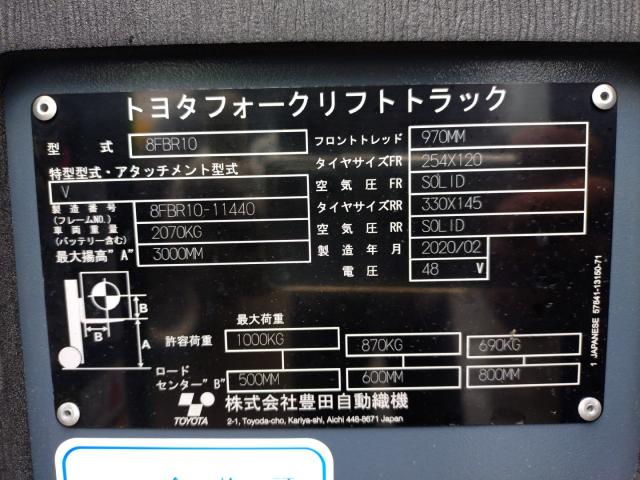 トヨタフォークリフトトラック
型式 8FBR10
特型型式・アタッチメント型式
V
製造番号 (フレームNO.) 8FBR10-11440
車両重量 (バッテリー含む) 2070KG
最大揚高"A" 3000MM
フロントトレッド 970MM
タイヤサイズFR 254X120
空気圧FR SOLID
タイヤサイズRR 330X145
空気圧RR SOLID
製造年月 2020/02
電圧 48 V
B
B
A
最大荷重
許容荷重 1000KG 870KG 690KG
ロードセンター"B" 500MM 600MM 800MM
TOYOTA
株式会社豊田自動織機
2-1, Toyoda-cho, Kariya-shi, Aichi 448-8671 Japan
1 JAPANESE 57641-13150-71